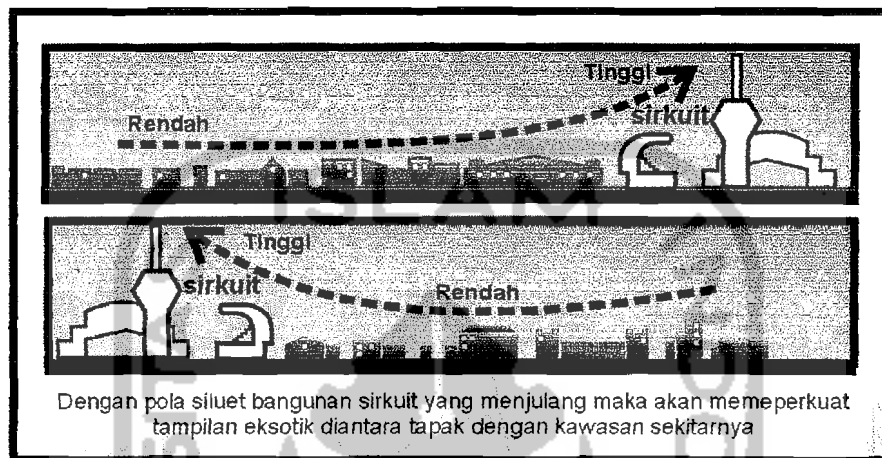 Tinggi
sirkuit
Rendah
ISLAM
Tinggi
sirkuit
Rendah
Dengan pola siluet bangunan sirkuit yang menjulang maka akan memeperkuat
tampilan eksotik diantara tapak dengan kawasan sekitarnya